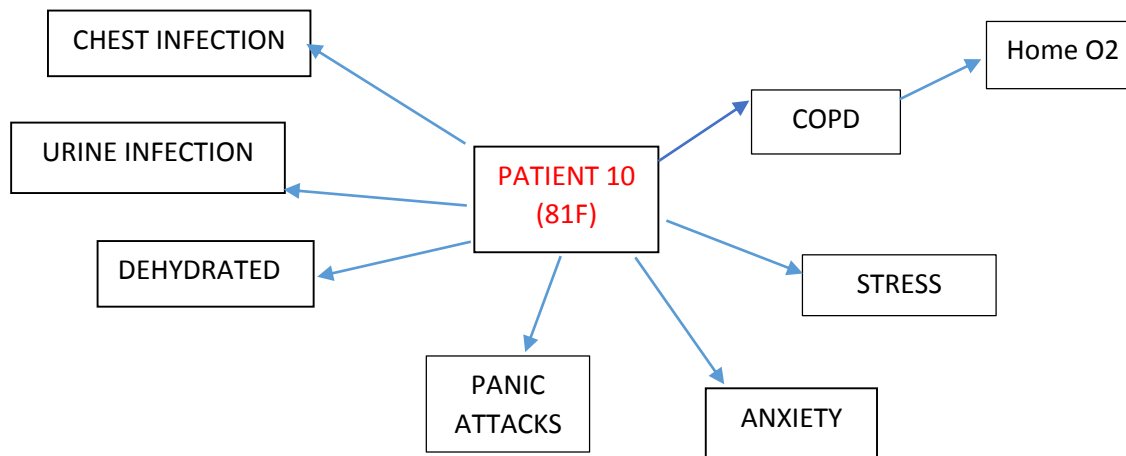 CHEST INFECTION
Home O2
COPD
URINE INFECTION
PATIENT 10
(81F)
DEHYDRATED
STRESS
PANIC
ATTACKS
ANXIETY